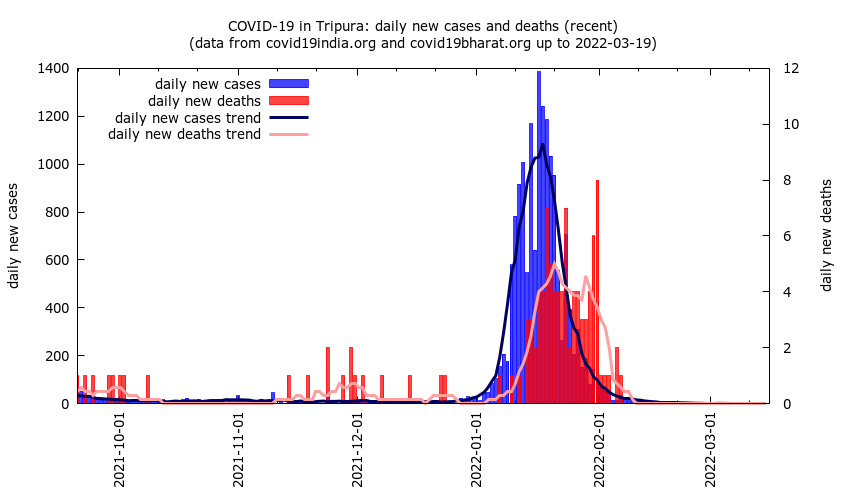 COVID-19 in Tripura: daily new cases and deaths (recent)
(data from covid19india.org and covid19bharat.org up to 2022-03-19)
daily new cases
daily new deaths
daily new cases trend
daily new deaths trend
1400
1200
1000
800
600
400
200
0
12
10
8
6
4
2
0
daily new cases
daily new deaths
2021-10-01
2021-11-01
2021-12-01
2022-01-01
2022-02-01
2022-03-01